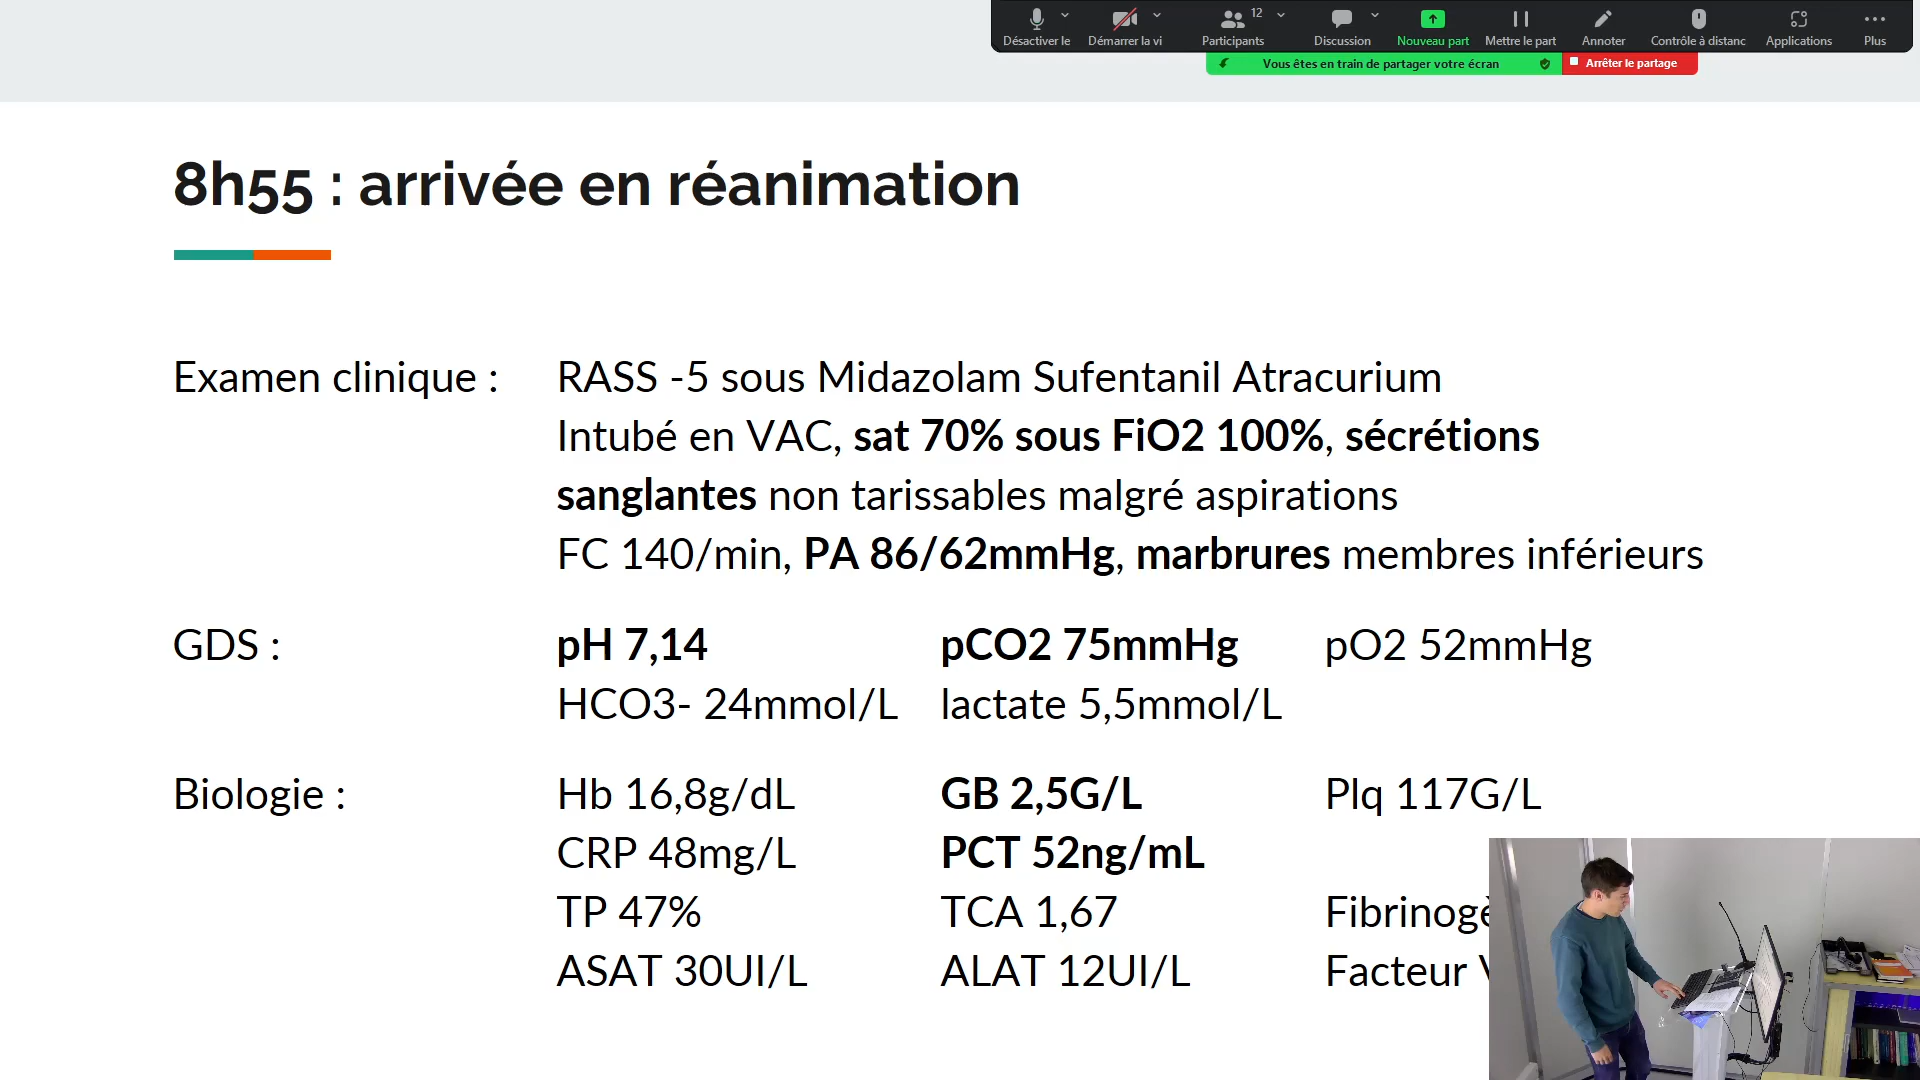 Désactiver le
Démarrer la vi
12
Participants
Discussion
Nouveau part
Mettre le part
Annoter
Contrôle à distanc
Applications
Plus
Vous êtes en train de partager votre écran
Arrêter le partage
8h55 : arrivée en réanimation
Examen clinique : RASS -5 sous Midazolam Sufentanil Atracurium
Intubé en VAC, sat 70% sous FiO2 100%, sécrétions
sanglantes non tarissables malgré aspirations
FC 140/min, PA 86/62mmHg, marbrures membres inférieurs
GDS : pH 7,14 pCO2 75mmHg pO2 52mmHg
HCO3- 24mmol/L lactate 5,5mmol/L
Biologie : Hb 16,8g/dL GB 2,5G/L Plq 117G/L
CRP 48mg/L PCT 52ng/mL
TP 47% TCA 1,67
ASAT 30UI/L ALAT 12UI/L Facteur